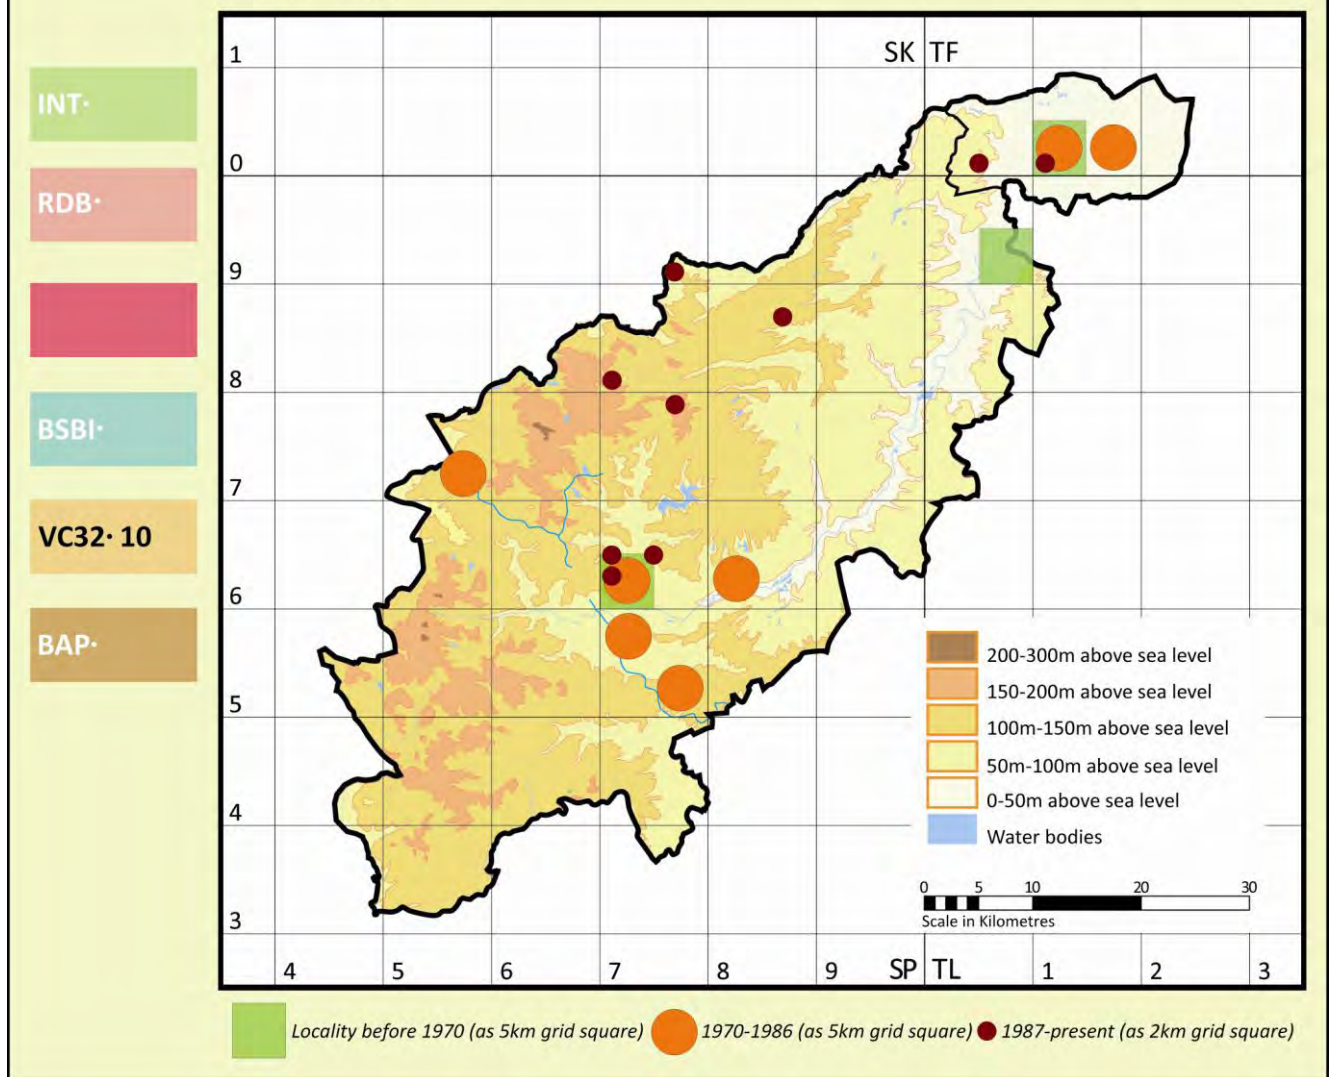 INT·
RDB·
BSBI·
VC32· 10
BAP·
SK TF
1
0
9
8
7
6
5
4
3
200-300m above sea level
150-200m above sea level
100m-150m above sea level
50m-100m above sea level
0-50m above sea level
Water bodies
0 5 10 20 30
Scale in Kilometres
4 5 6 7 8 9 SP TL 1 2 3
Locality before 1970 (as 5km grid square) 1970-1986 (as 5km grid square) 1987-present (as 2km grid square)